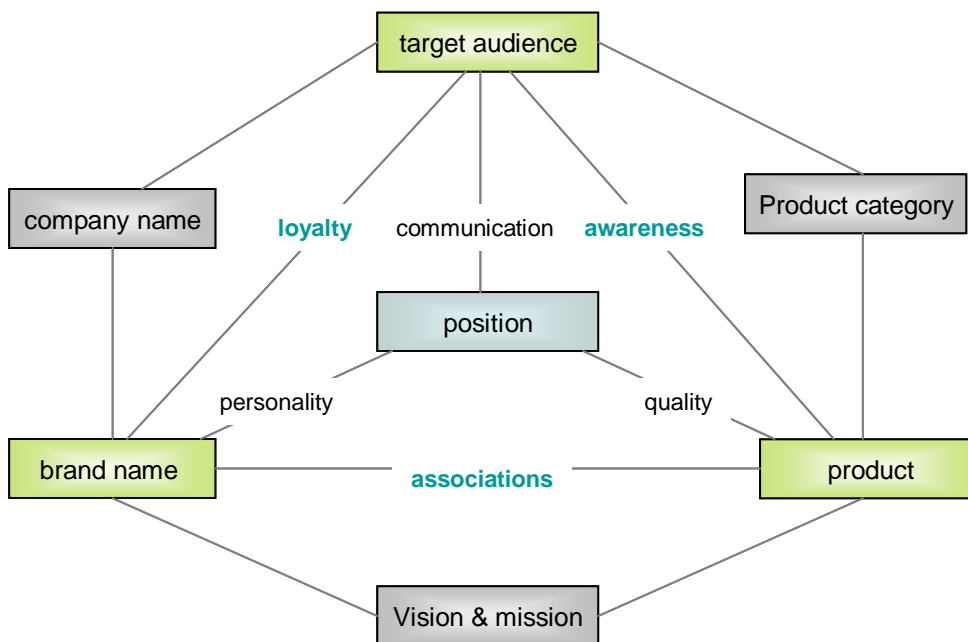 target audience
company name
Product category
loyalty
communication
awareness
position
personality
quality
brand name
associations
product
Vision & mission